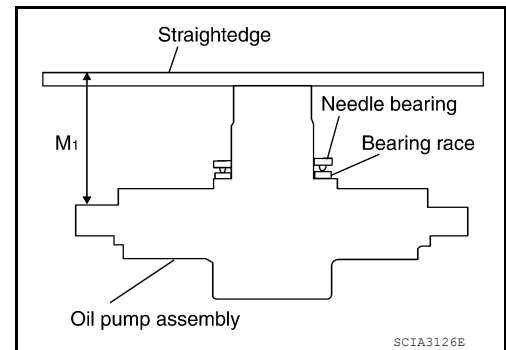 Straightedge
Needle bearing
M1
Bearing race
Oil pump assembly
SCIA3126E